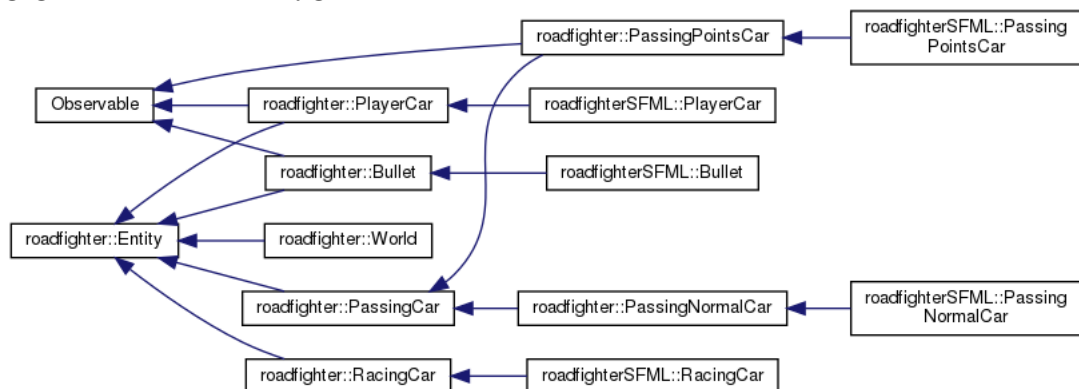 roadfighter::PassingPointsCar
roadfighterSFML::Passing
PointsCar
Observable
roadfighter::PlayerCar
roadfighterSFML::PlayerCar
roadfighter::Bullet
roadfighterSFML::Bullet
roadfighter::Entity
roadfighter::World
roadfighter::PassingCar
roadfighter::PassingNormalCar
roadfighterSFML::Passing
NormalCar
roadfighter::RacingCar
roadfighterSFML::RacingCar